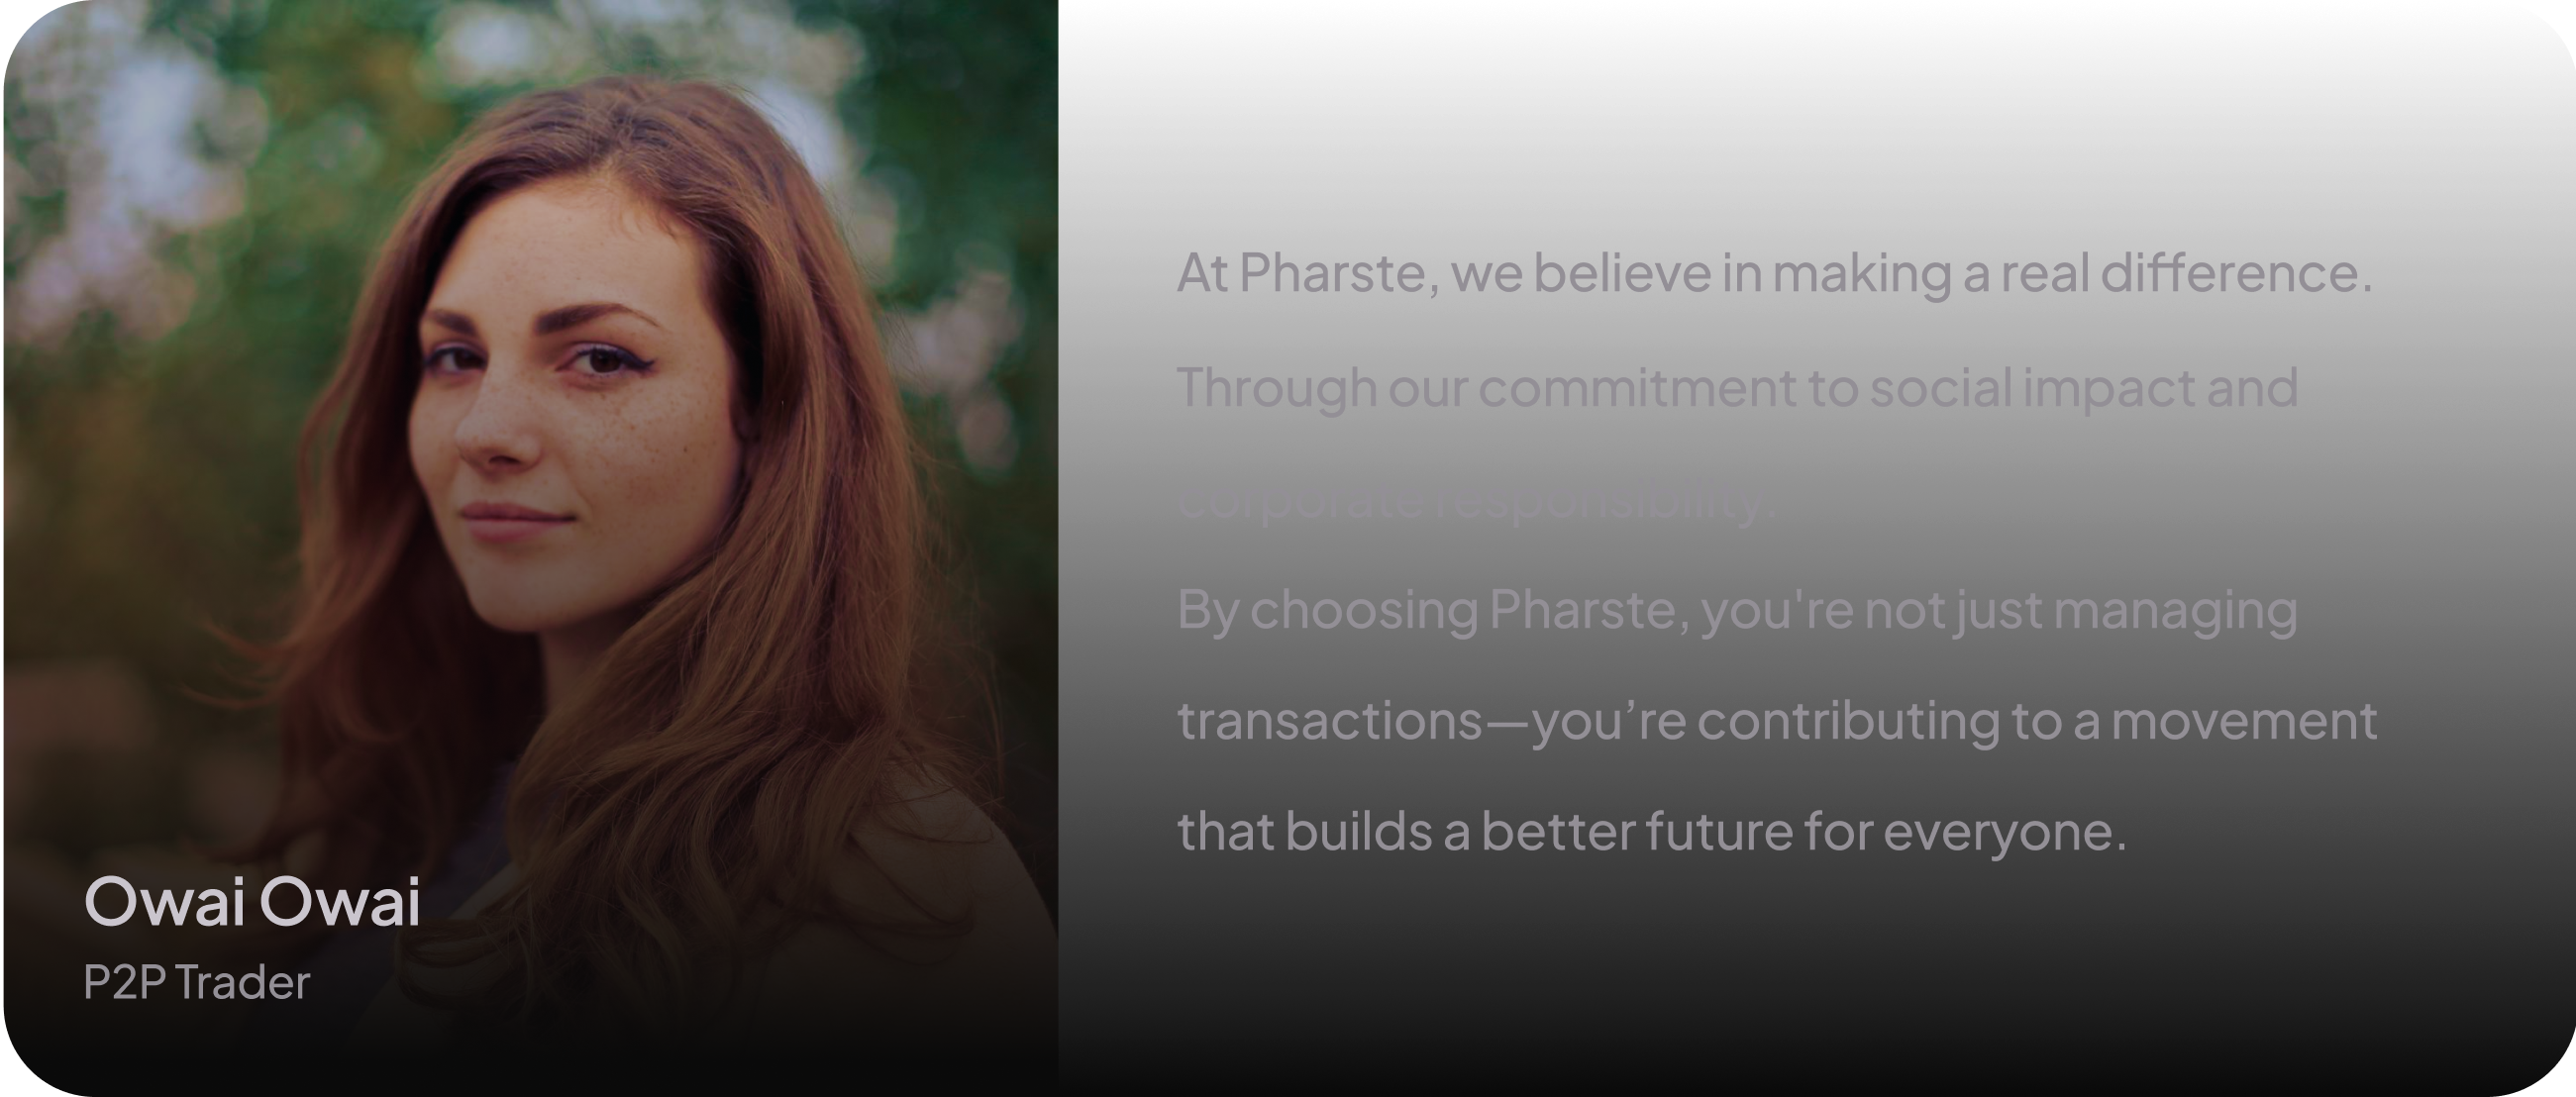 At Pharste, we believe in making a real difference.
Through our commitment to social impact and
corporate responsibility.
By choosing Pharste, you're not just managing
transactions—you’re contributing to a movement
that builds a better future for everyone.
Owai Owai
P2P Trader